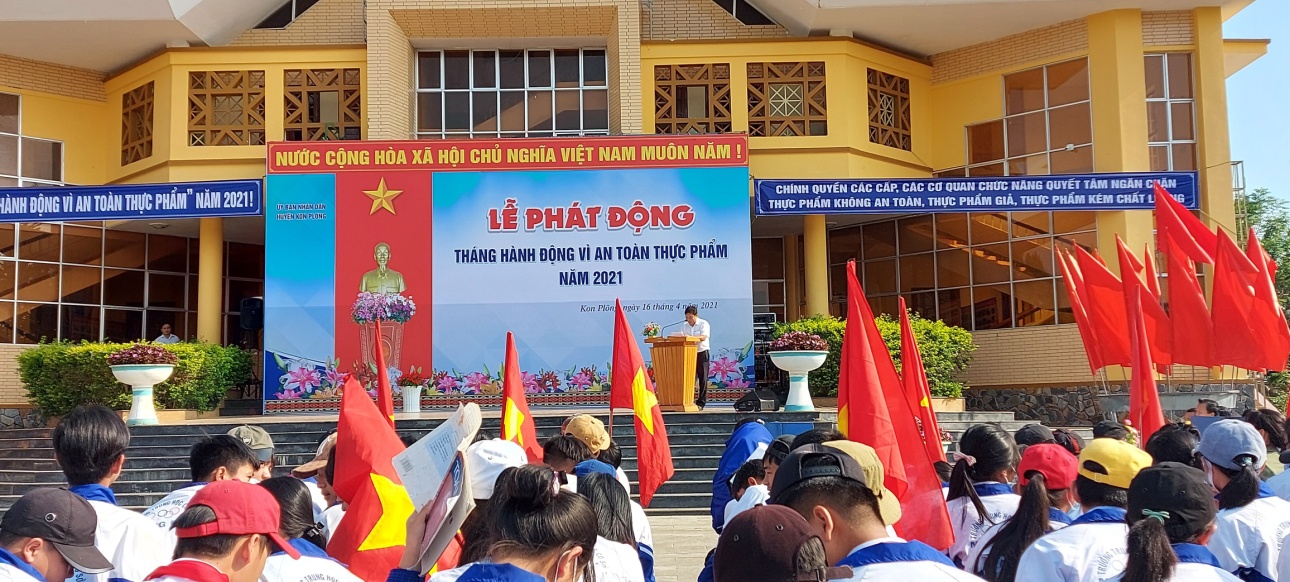 NƯỚC CỘNG HÒA XÃ HỘI CHỦ NGHĨA VIỆT NAM MUÔN NĂM !
HÀNH ĐỘNG VÌ AN TOÀN THỰC PHẨM" NĂM 2021!
ỦY BAN NHÂN DÂN
HUYỆN KON PLÔNG
LỄ PHÁT ĐỘNG
THÁNG HÀNH ĐỘNG VÌ AN TOÀN THỰC PHẨM
NĂM 2021
Kon Plông, ngày 16 tháng 4 năm 2021
CHÍNH QUYỀN CÁC CẤP, CÁC CƠ QUAN CHỨC NĂNG QUYẾT TÂM NGĂN CHẶN
THỰC PHẨM KHÔNG AN TOÀN, THỰC PHẨM GIẢ, THỰC PHẨM KÉM CHẤT LƯỢNG